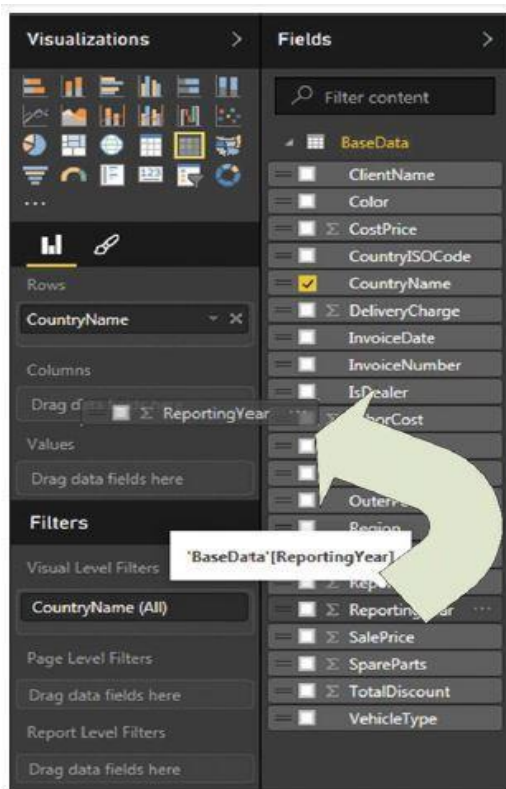 Visualizations
Fields
Filter content
BaseData
ClientName
Color
CostPrice
CountryISOCode
CountryName
DeliveryCharge
InvoiceDate
InvoiceNumber
IsDealer
Region
ReportingYear
SalePrice
SpareParts
TotalDiscount
VehicleType
Rows
CountryName
Columns
Drag
ReportingYear
Values
Drag data fields here
Filters
'BaseData'[ReportingYear]
Visual Level Filters
CountryName (All)
Page Level Filters
Drag data fields here
Report Level Filters
Drag data fields here